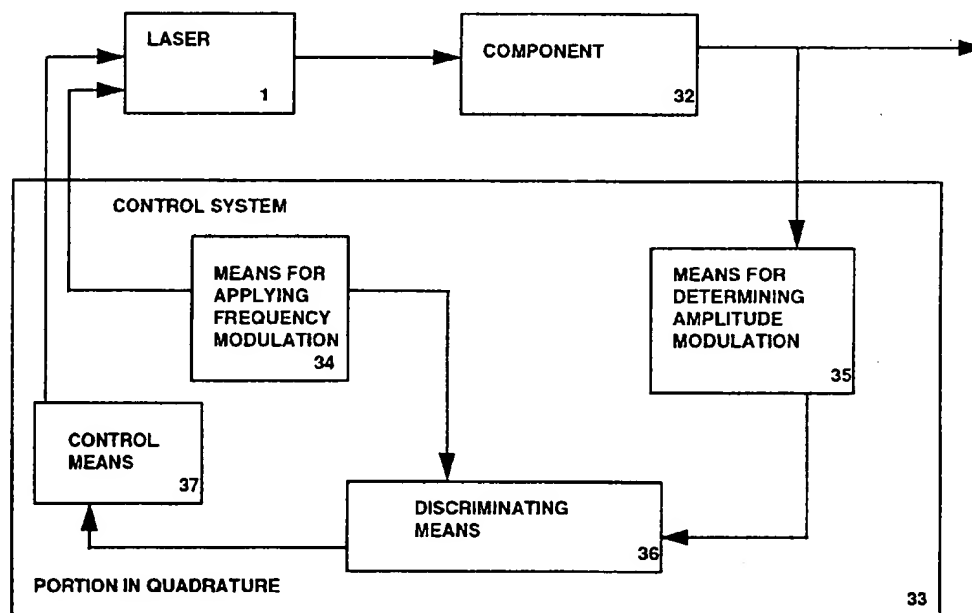 LASER
1
COMPONENT
32
CONTROL SYSTEM
MEANS FOR
APPLYING
FREQUENCY
MODULATION
34
MEANS FOR
DETERMINING
AMPLITUDE
MODULATION
35
CONTROL
MEANS
37
DISCRIMINATING
MEANS
36
PORTION IN QUADRATURE
33